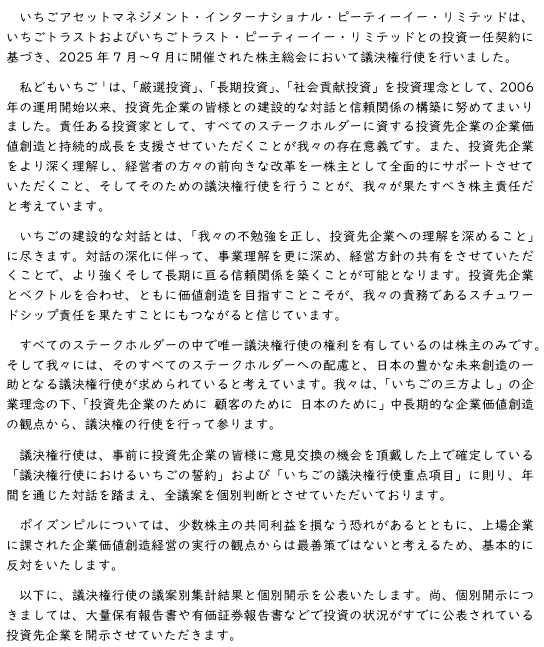 いちごアセットマネジメント・インターナショナル・ピーティーイー・リミテッドは、
いちごトラストおよびいちごトラスト・ピーティーイー・リミテッドとの投資一任契約に
基づき、2025年7月～9月に開催された株主総会において議決権行使を行いました。
私どもいちご¹は、「厳選投資」、「長期投資」、「社会貢献投資」を投資理念として、2006
年の運用開始以来、投資先企業の皆様との建設的な対話と信頼関係の構築に努めてまいり
ました。責任ある投資家として、すべてのステークホルダーに資する投資先企業の企業価
値創造と持続的成長を支援させていただくことが我々の存在意義です。また、投資先企業
をより深く理解し、経営者の方々の前向きな改革を一株主として全面的にサポートさせて
いただくこと、そしてそのための議決権行使を行うことが、我々が果たすべき株主責任だ
と考えています。
いちごの建設的な対話とは、「我々の不勉強を正し、投資先企業への理解を深めること」
に尽きます。対話の深化に伴って、事業理解を更に深め、経営方針の共有をさせていただ
くことで、より強くそして長期に亘る信頼関係を築くことが可能となります。投資先企業
とベクトルを合わせ、ともに価値創造を目指すことこそが、我々の責務であるスチュワー
ドシップ責任を果たすことにもつながると信じています。
すべてのステークホルダーの中で唯一議決権行使の権利を有しているのは株主のみです。
そして我々には、そのすべてのステークホルダーへの配慮と、日本の豊かな未来創造の一
助となる議決権行使が求められていると考えています。我々は、「いちごの三方よし」の企
業理念の下、「投資先企業のために 顧客のために 日本のために」中長期的な企業価値創造
の観点から、議決権の行使を行って参ります。
議決権行使は、事前に投資先企業の皆様に意見交換の機会を頂戴した上で確定している
「議決権行使におけるいちごの誓約」および「いちごの議決権行使重点項目」に則り、年
間を通じた対話を踏まえ、全議案を個別判断とさせていただいております。
ポイズンピルについては、少数株主の共同利益を損なう恐れがあるとともに、上場企業
に課された企業価値創造経営の実行の観点からは最善策ではないと考えるため、基本的に
反対をいたします。
以下に、議決権行使の議案別集計結果と個別開示を公表いたします。尚、個別開示につ
きましては、大量保有報告書や有価証券報告書などで投資の状況がすでに公表されている
投資先企業を開示させていただきます。